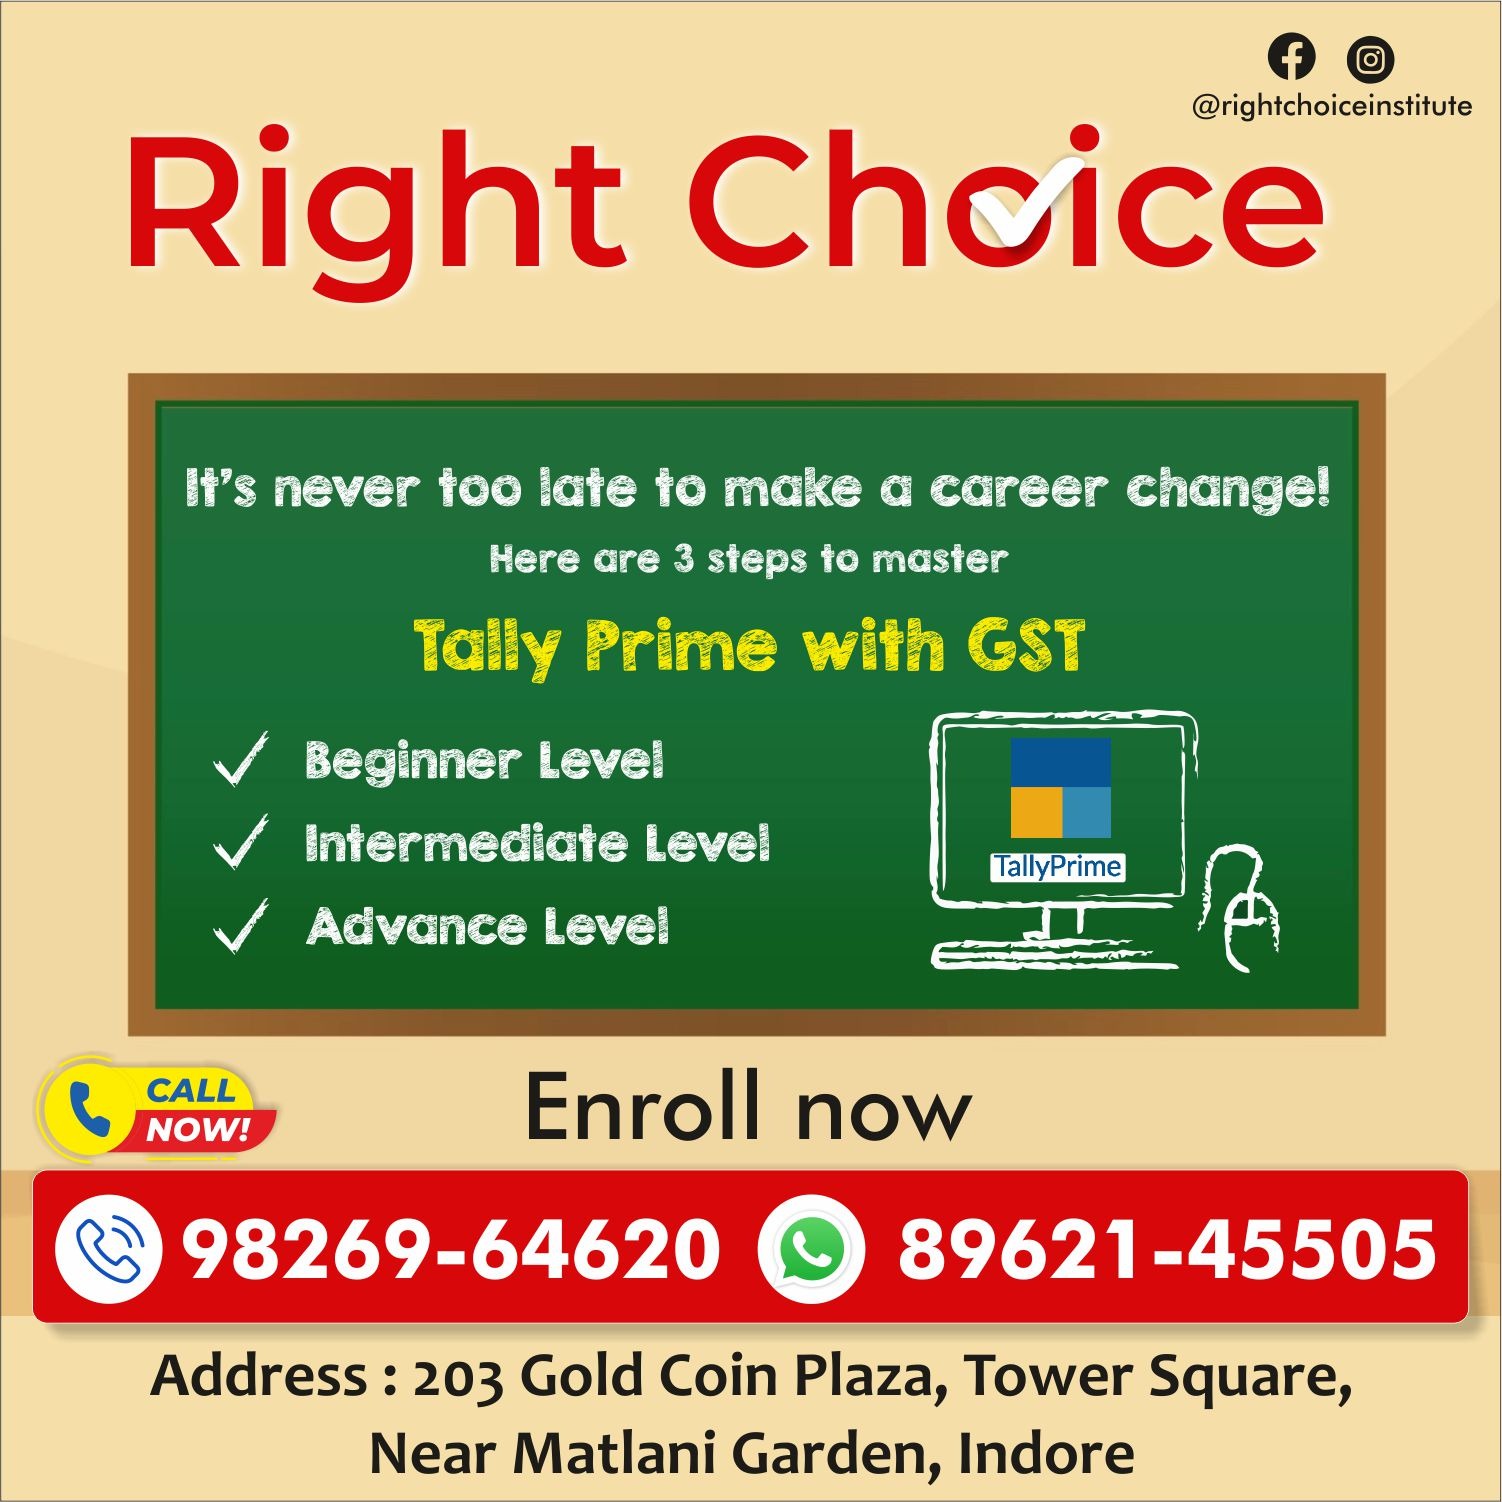 @rightchoiceinstitute
Right Choice
It's never too late to make a career change!
Here are 3 steps to master
Tally Prime with GST
Beginner Level
Intermediate Level
Advance Level
TallyPrime
CALL
NOW!
Enroll now
98269-64620 89621-45505
Address : 203 Gold Coin Plaza, Tower Square,
Near Matlani Garden, Indore